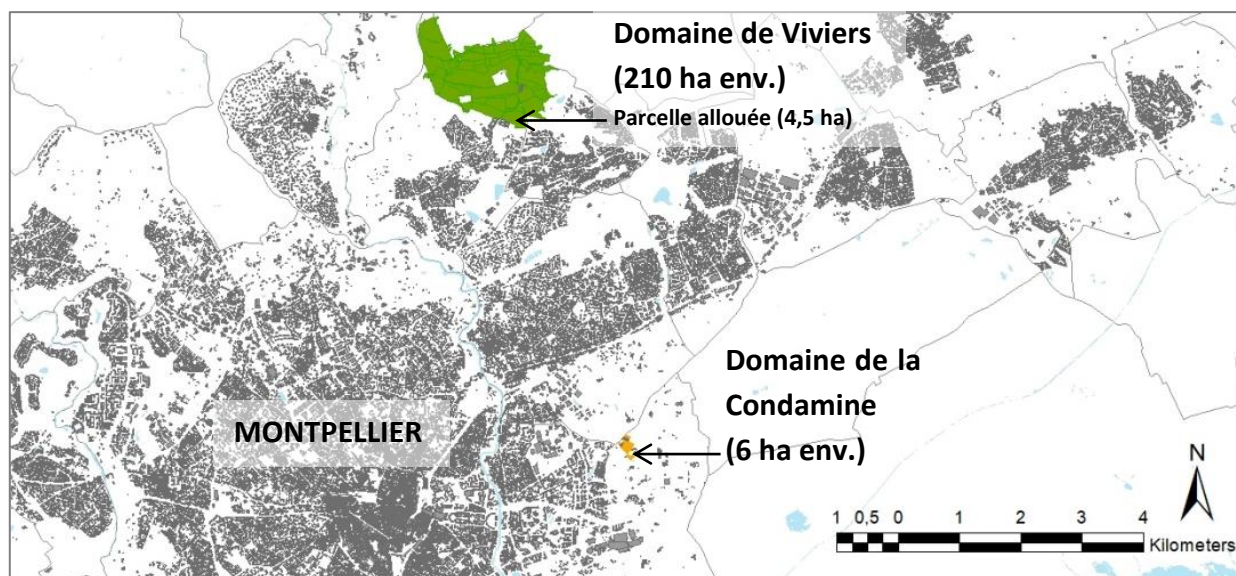 Domaine de Viviers
(210 ha env.)
Parcelle allouée (4,5 ha)
Domaine de la
Condamine
(6 ha env.)
MONTPELLIER
N
1 0,5 0 1 2 3 4
Kilometers